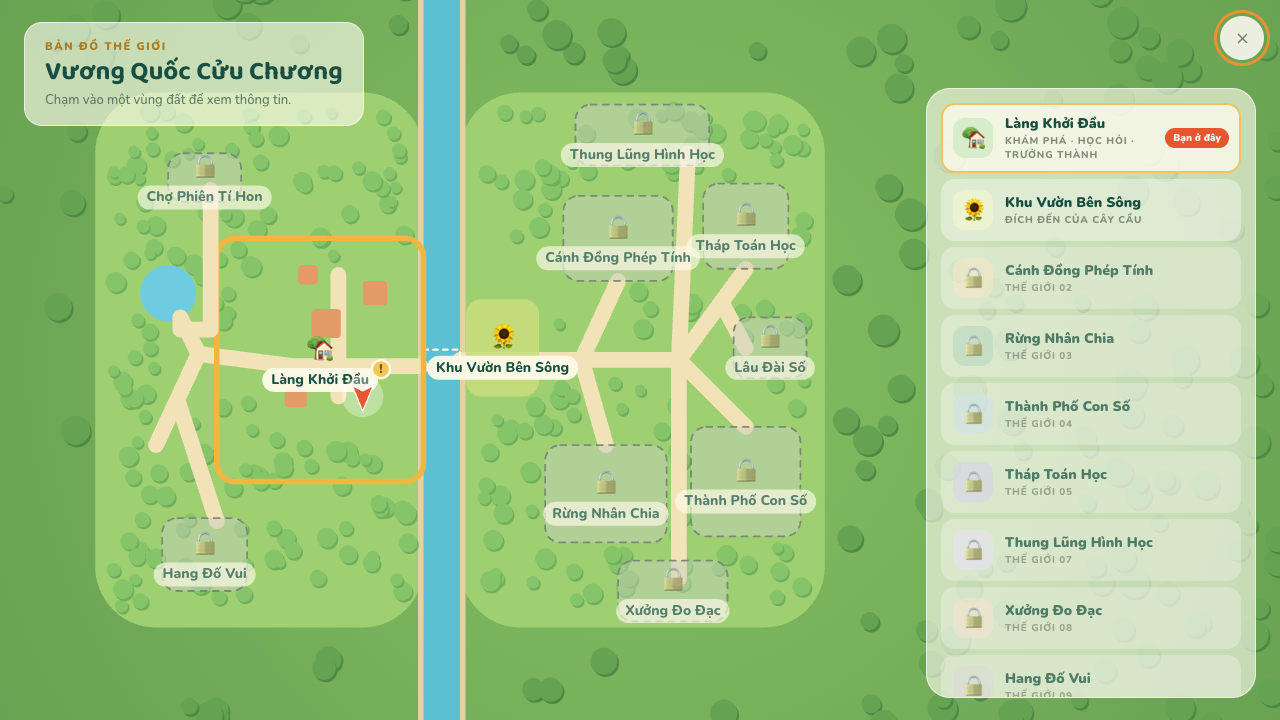 BẢN ĐỒ THẾ GIỚI
Vương Quốc Cửu Chương
Chạm vào một vùng đất để xem thông tin.
Thung Lũng Hình Học
Chợ Phiên Tí Hon
Tháp Toán Học
Cánh Đồng Phép Tính
Khu Vườn Bên Sông
Lâu Đài Số
Làng Khởi Đầu
!
Thành Phố Con Số
Rừng Nhân Chia
Hang Đố Vui
Xưởng Đo Đạc
×
Làng Khởi Đầu
KHÁM PHÁ · HỌC HỎI ·
TRƯỞNG THÀNH
Bạn ở đây
Khu Vườn Bên Sông
ĐÍCH ĐẾN CỦA CÂY CẦU
Cánh Đồng Phép Tính
THẾ GIỚI 02
Rừng Nhân Chia
THẾ GIỚI 03
Thành Phố Con Số
THẾ GIỚI 04
Tháp Toán Học
THẾ GIỚI 05
Thung Lũng Hình Học
THẾ GIỚI 07
Xưởng Đo Đạc
THẾ GIỚI 08
Hang Đố Vui
THẾ GIỚI 09